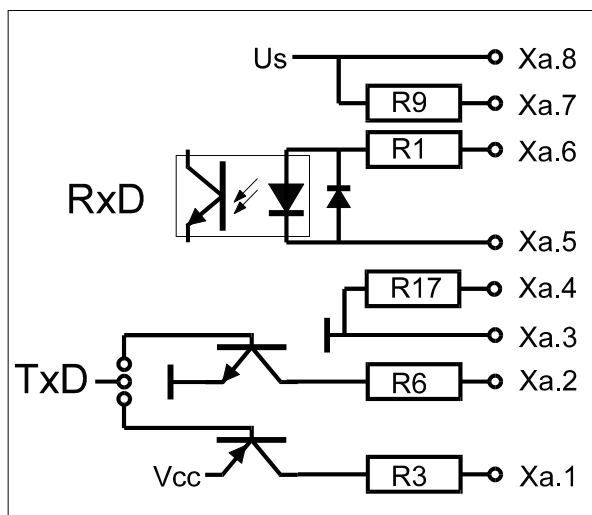 Us Xa.8
R9 Xa.7
R1 Xa.6
RxD
Xa.5
R17 Xa.4
Xa.3
TxD R6 Xa.2
Vcc R3 Xa.1